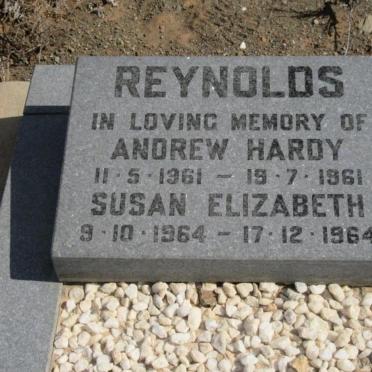 REYNOLDS
IN LOVING MEMORY OF
ANDREW HARDY
11·5·1961 – 19·7·1961
SUSAN ELIZABETH
9·10·1964 – 17·12·1964